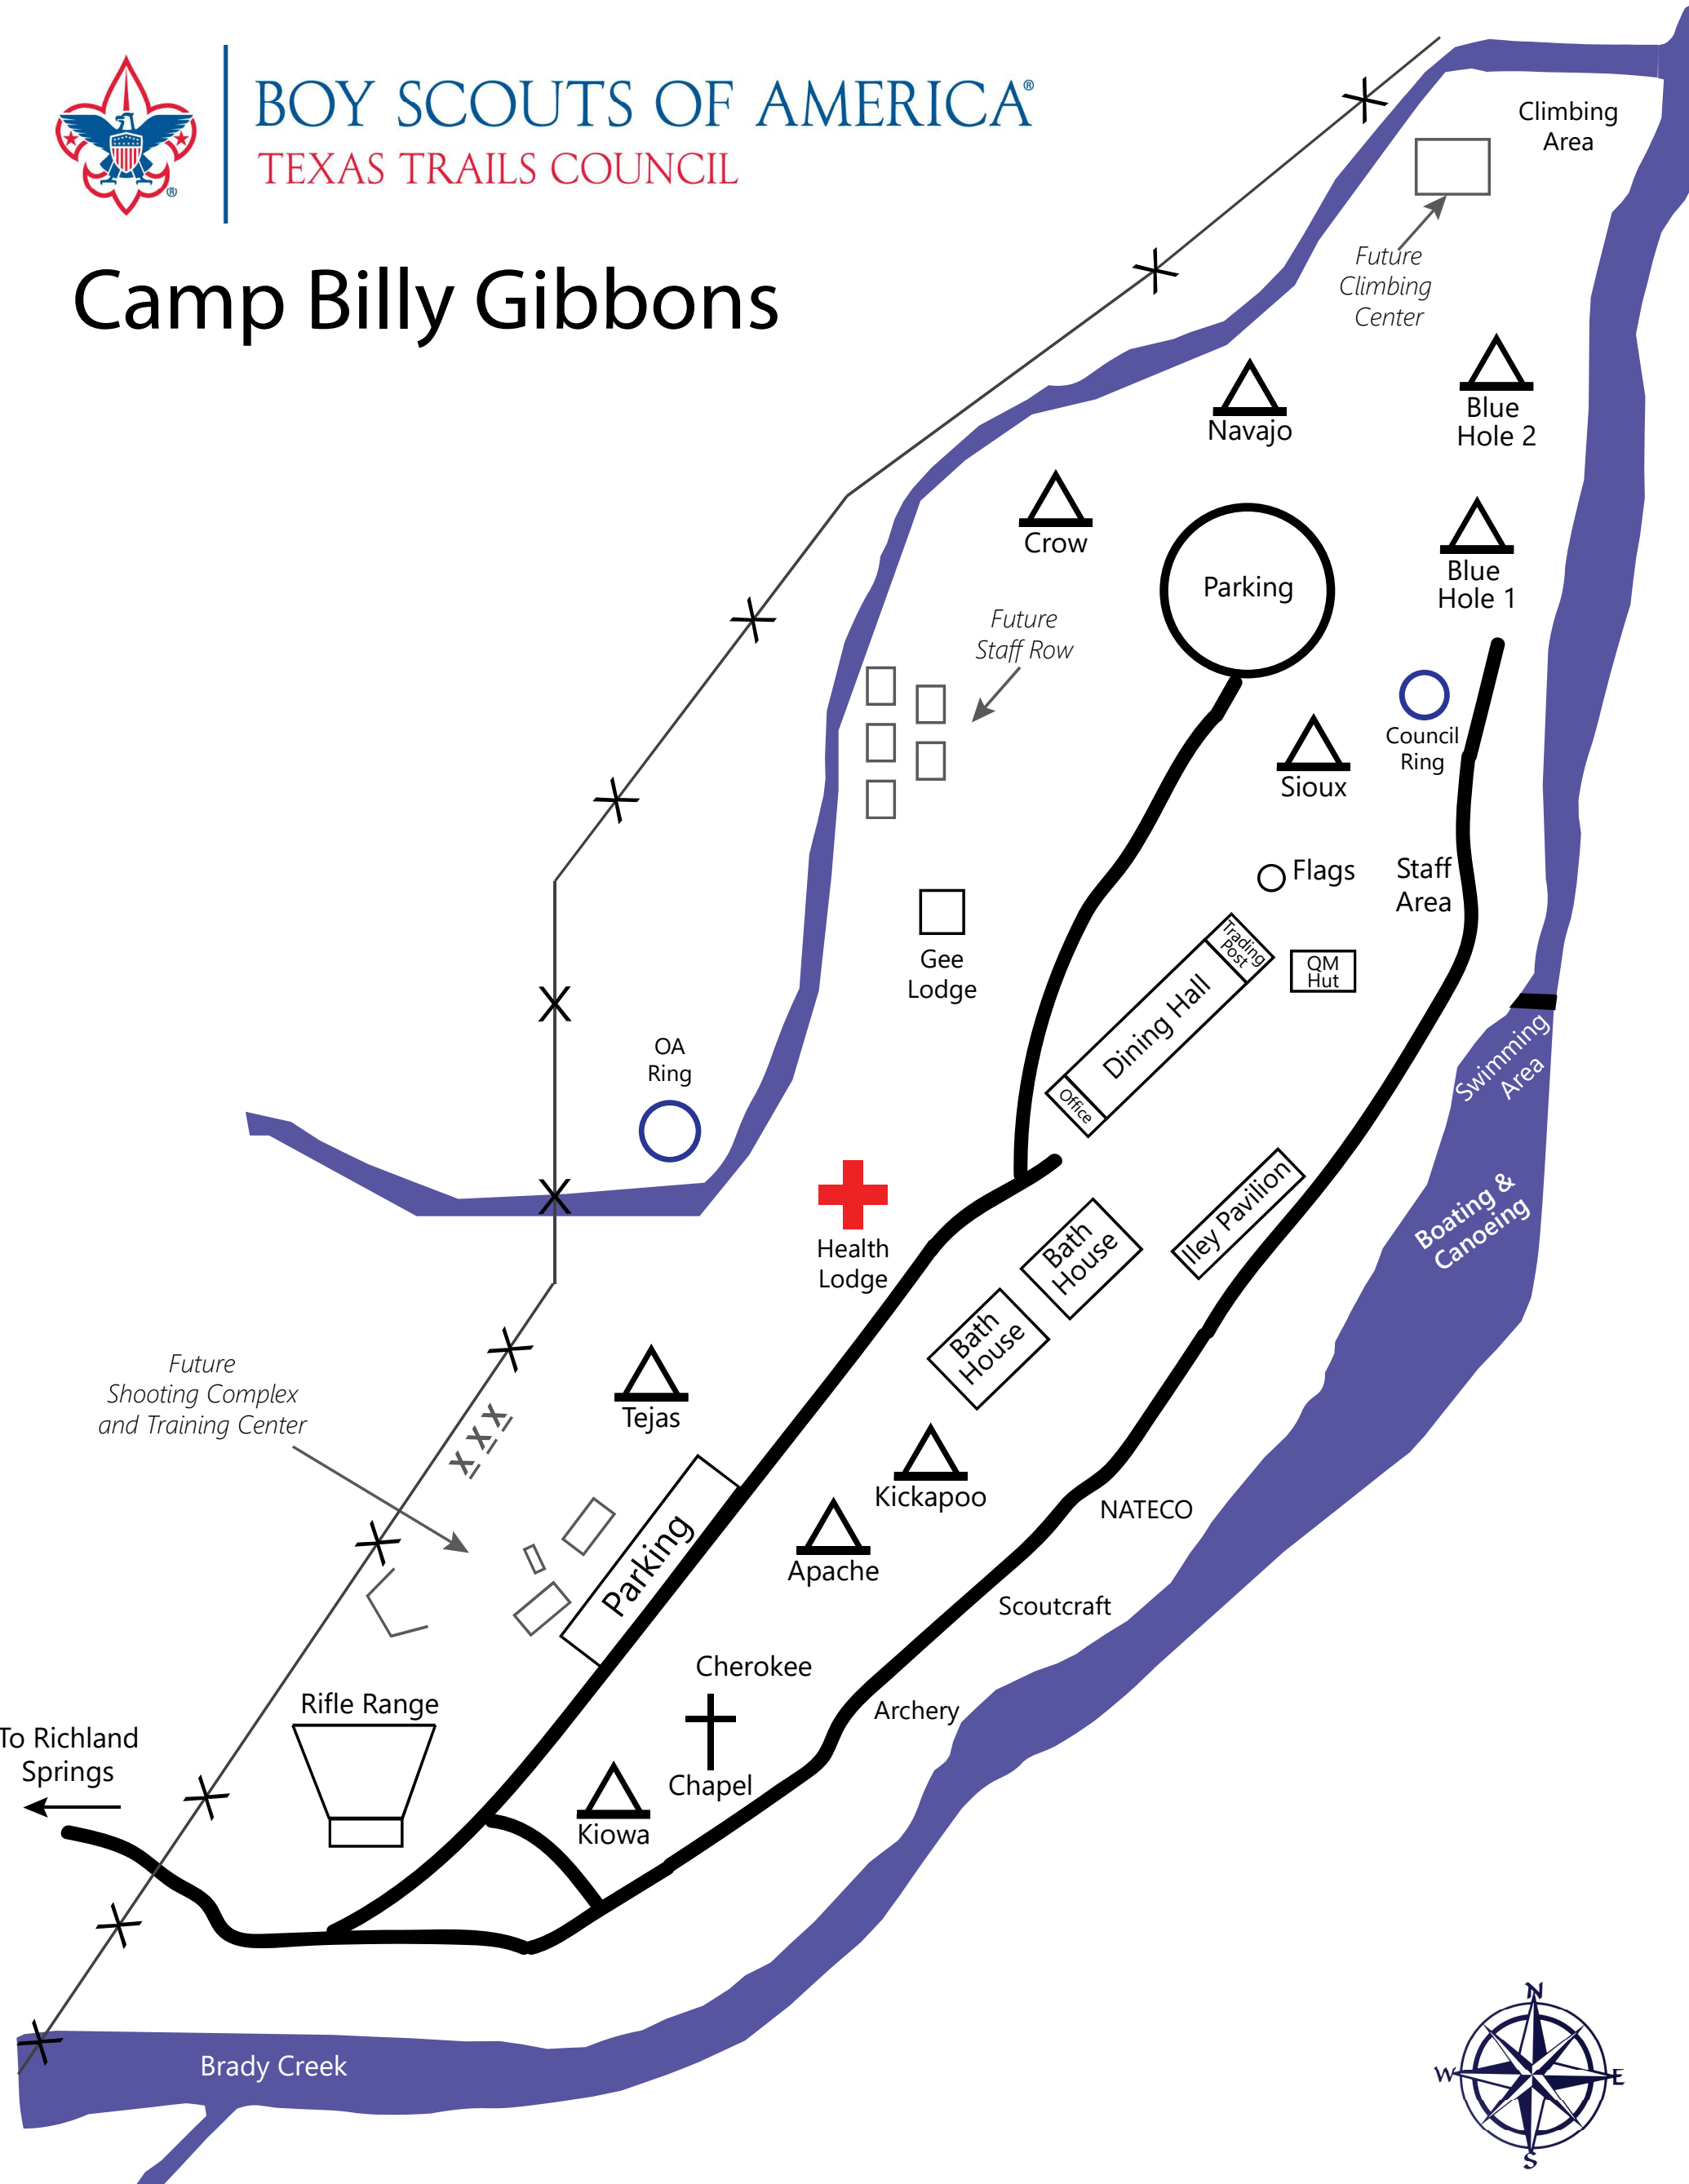 BOY SCOUTS OF AMERICA®
TEXAS TRAILS COUNCIL
®
Camp Billy Gibbons
Climbing
Area
Future
Climbing
Center
Navajo
Blue
Hole 2
Crow
Parking
Blue
Hole 1
Future
Staff Row
Council
Ring
Sioux
Flags
Staff
Area
Gee
Lodge
Trading
Post
QM
Hut
Dining Hall
Office
Swimming
Area
OA
Ring
Boating &
Canoeing
Iley Pavilion
Health
Lodge
Bath
House
Bath
House
Future
Shooting Complex
and Training Center
Tejas
X X X
Kickapoo
NATECO
Apache
Parking
Scoutcraft
Cherokee
Rifle Range
Archery
To Richland
Springs
Chapel
Kiowa
Brady Creek
N
W
E
S